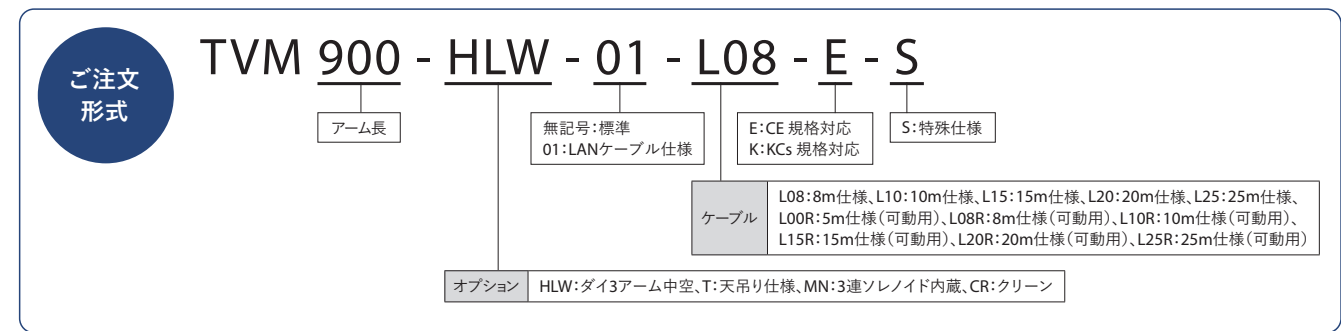 ご注文
形式
TVM 900 - HLW - 01 - L08 - E - S
アーム長
無記号：標準
01：LANケーブル仕様
E：CE 規格対応
K：KCs 規格対応
S：特殊仕様
ケーブル
L08：8m仕様、L10：10m仕様、L15：15m仕様、L20：20m仕様、L25：25m仕様、
L00R：5m仕様（可動用）、L08R：8m仕様（可動用）、L10R：10m仕様（可動用）、
L15R：15m仕様（可動用）、L20R：20m仕様（可動用）、L25R：25m仕様（可動用）
オプション
HLW：ダイ3アーム中空、T：天吊り仕様、MN：3連ソレノイド内蔵、CR：クリーン